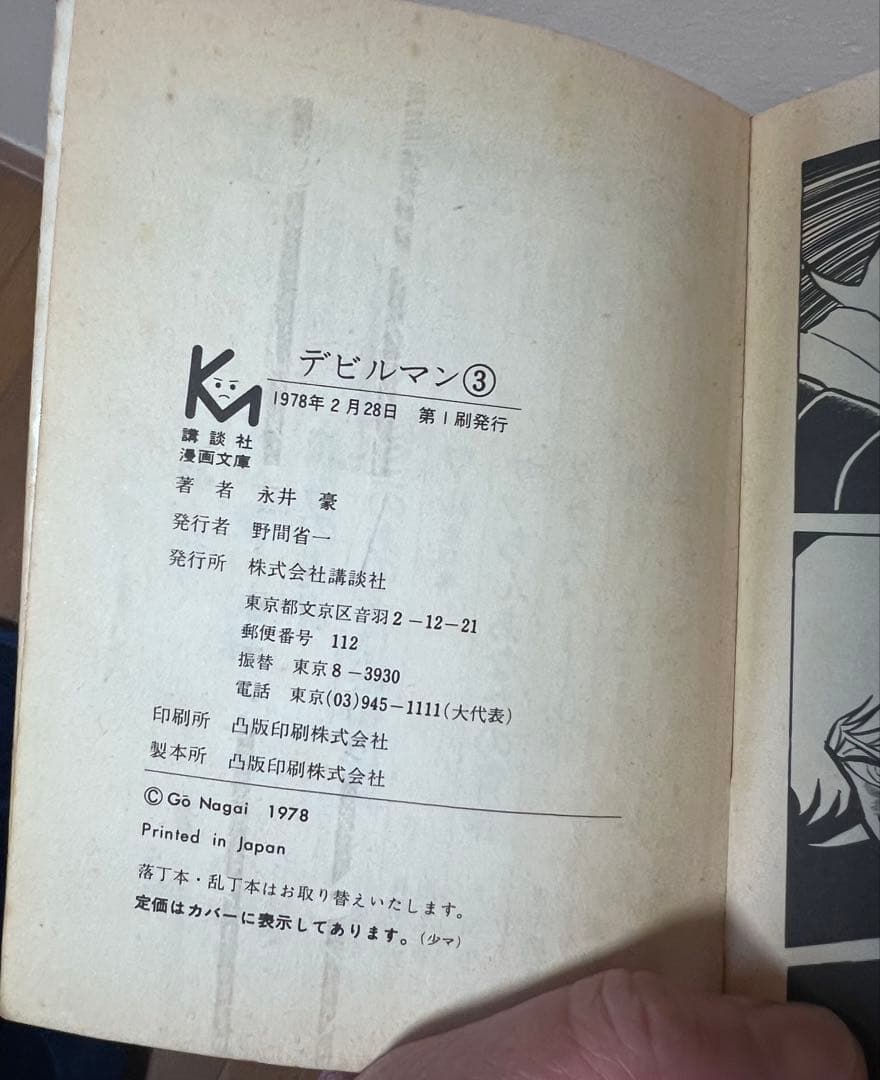 デビルマン③
1978年2月28日 第1刷発行
KM
講談社
漫画文庫
著者 永井豪
発行者 野間省一
発行所 株式会社講談社
東京都文京区音羽2-12-21
郵便番号 112
振替 東京8-3930
電話 東京(03)945-1111(大代表)
印刷所 凸版印刷株式会社
製本所 凸版印刷株式会社
©Gō Nagai 1978
Printed in Japan
落丁本・乱丁本はお取り替えいたします。
定価はカバーに表示してあります。(少マ)